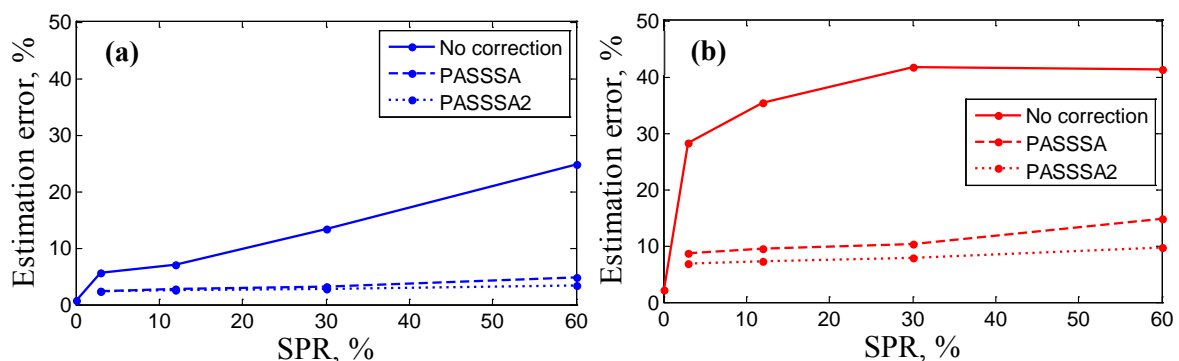 (a)
No correction
PASSSA
PASSSA2
Estimation error, %
50
40
30
20
10
0
0 10 20 30 40 50 60
SPR, %
(b)
No correction
PASSSA
PASSSA2
Estimation error, %
50
40
30
20
10
0
0 10 20 30 40 50 60
SPR, %